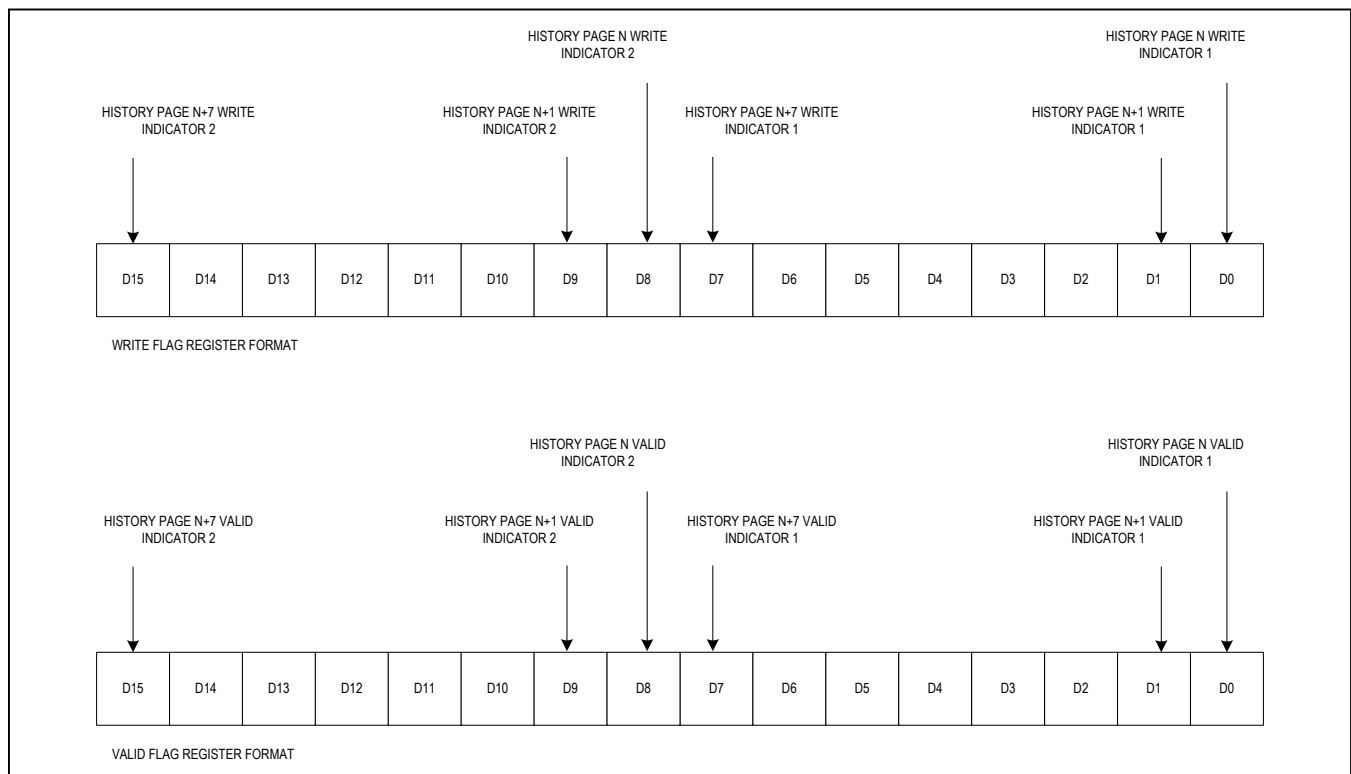 HISTORY PAGE N WRITE
INDICATOR 2
HISTORY PAGE N WRITE
INDICATOR 1
HISTORY PAGE N+7 WRITE
INDICATOR 2
HISTORY PAGE N+1 WRITE
INDICATOR 2
HISTORY PAGE N+7 WRITE
INDICATOR 1
HISTORY PAGE N+1 WRITE
INDICATOR 1
D15 D14 D13 D12 D11 D10 D9 D8 D7 D6 D5 D4 D3 D2 D1 D0
WRITE FLAG REGISTER FORMAT
HISTORY PAGE N VALID
INDICATOR 2
HISTORY PAGE N VALID
INDICATOR 1
HISTORY PAGE N+7 VALID
INDICATOR 2
HISTORY PAGE N+1 VALID
INDICATOR 2
HISTORY PAGE N+7 VALID
INDICATOR 1
HISTORY PAGE N+1 VALID
INDICATOR 1
D15 D14 D13 D12 D11 D10 D9 D8 D7 D6 D5 D4 D3 D2 D1 D0
VALID FLAG REGISTER FORMAT